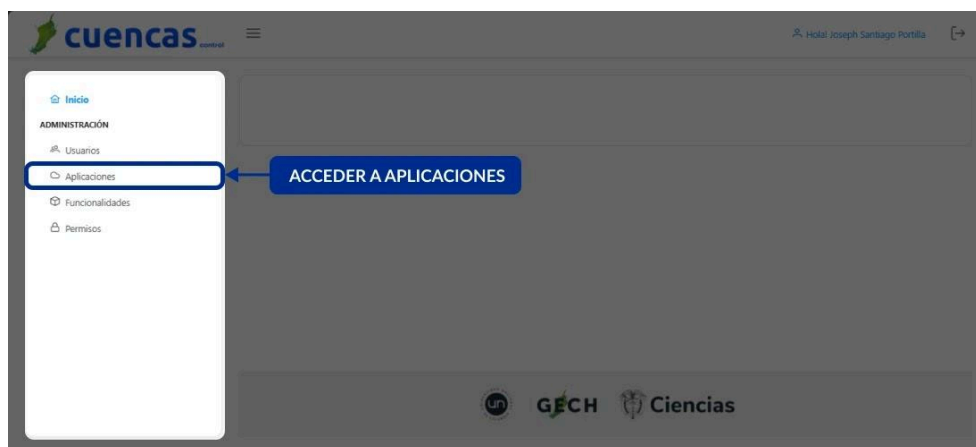 cuencas control
Hola! Joseph Santiago Portilla
Inicio
ADMINISTRACIÓN
Usuarios
Aplicaciones
ACCEDER A APLICACIONES
Funcionalidades
Permisos
un
GECH
Ciencias